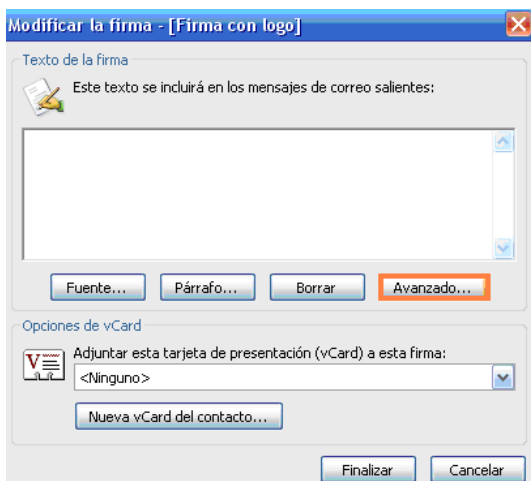 Modificar la firma - [Firma con logo]
Texto de la firma
Este texto se incluirá en los mensajes de correo salientes:
Fuente... Párrafo... Borrar Avanzado...
Opciones de vCard
Adjuntar esta tarjeta de presentación (vCard) a esta firma:
<Ninguno>
Nueva vCard del contacto...
Finalizar Cancelar